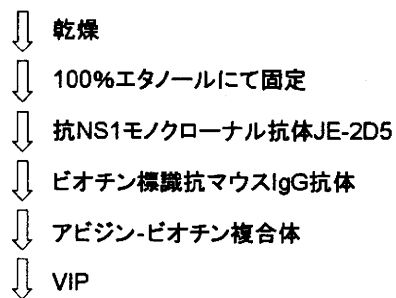 乾燥
100%エタノールにて固定
抗NS1モノクローナル抗体JE-2D5
ビオチン標識抗マウスIgG抗体
アビジン-ビオチン複合体
VIP